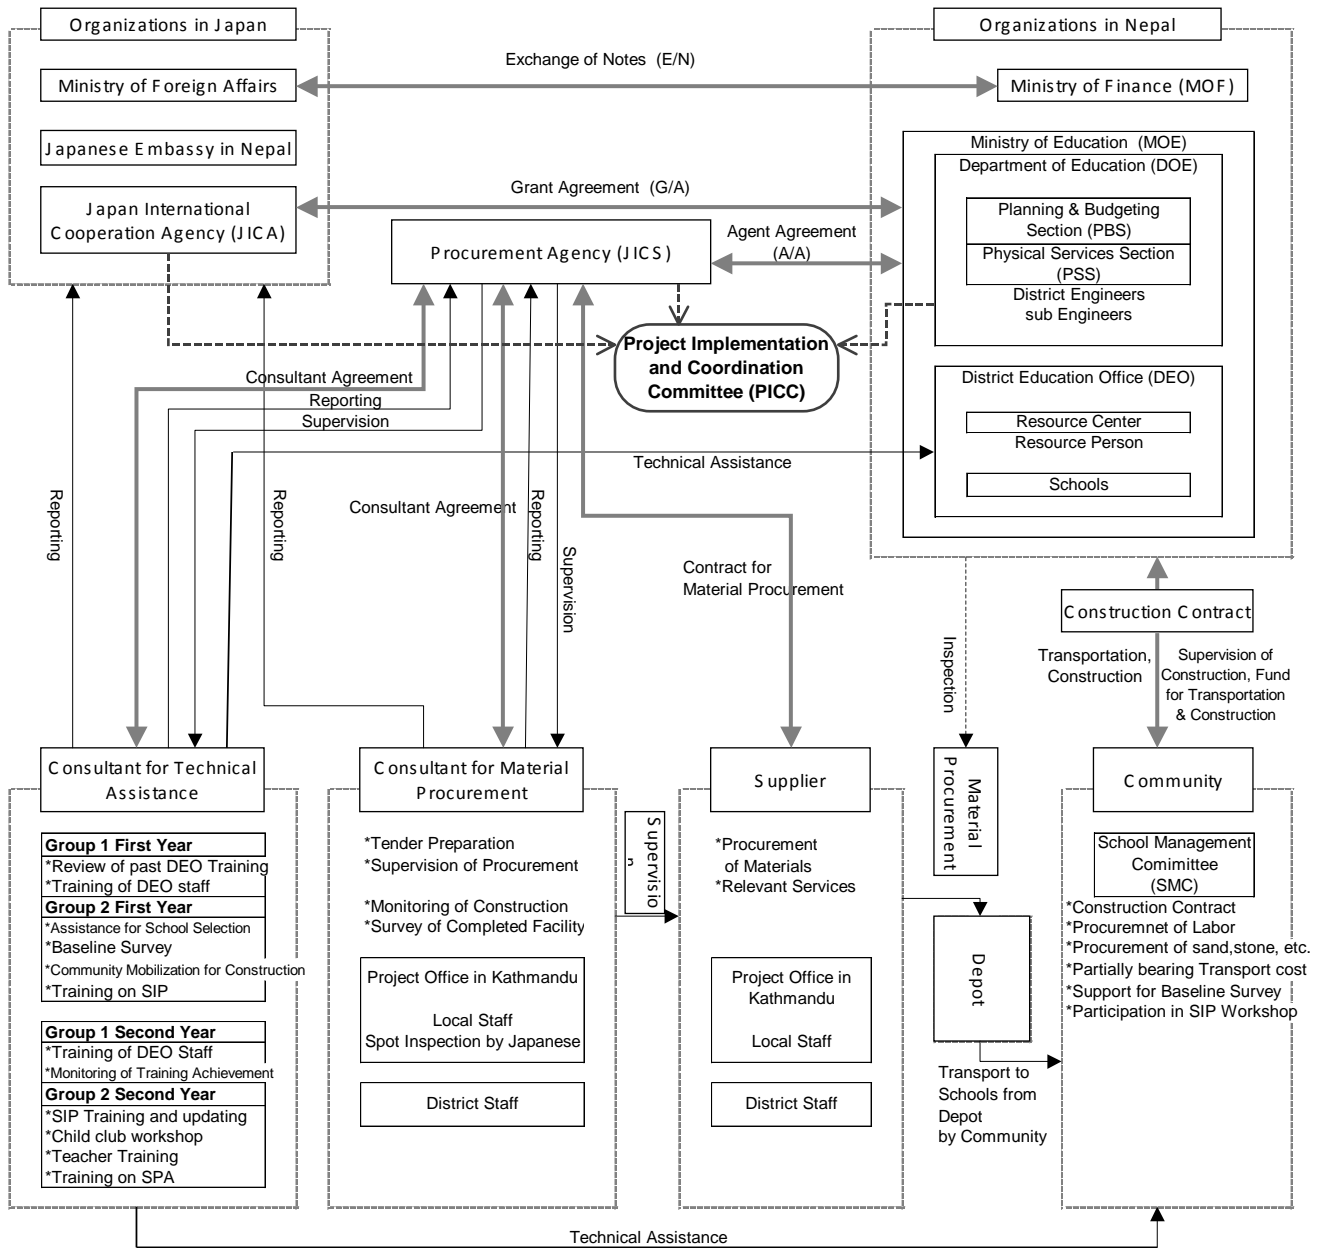 Organizations in Japan
Organizations in Nepal
Exchange of Notes (E/N)
Ministry of Foreign Affairs
Ministry of Finance (MOF)
Japanese Embassy in Nepal
Ministry of Education (MOE)
Department of Education (DOE)
Grant Agreement (G/A)
Japan International
Cooperation Agency (JICA)
Planning & Budgeting
Section (PBS)
Physical Services Section
(PSS)
District Engineers
sub Engineers
Procurement Agency (JICS)
Agent Agreement
(A/A)
Project Implementation
and Coordination
Committee (PICC)
Consultant Agreement
Reporting
Supervision
District Education Office (DEO)
Resource Center
Resource Person
Schools
Technical Assistance
Reporting
Reporting
Consultant Agreement
Reporting
Supervision
Contract for
Material Procurement
Inspection
Construction Contract
Transportation,
Construction
Supervision of
Construction, Fund
for Transportation
& Construction
Consultant for Technical
Assistance
Consultant for Material
Procurement
Supplier
Material
Procurement
Community
Group 1 First Year
*Review of past DEO Training
*Training of DEO staff
Group 2 First Year
*Assistance for School Selection
*Baseline Survey
*Community Mobilization for Construction
*Training on SIP
Group 1 Second Year
*Training of DEO Staff
*Monitoring of Training Achievement
Group 2 Second Year
*SIP Training and updating
*Child club workshop
*Teacher Training
*Training on SPA
*Tender Preparation
*Supervision of Procurement
*Monitoring of Construction
*Survey of Completed Facility
Project Office in Kathmandu
Local Staff
Spot Inspection by Japanese
District Staff
Supervisio
*Procurement
of Materials
*Relevant Services
Project Office in
Kathmandu
Local Staff
District Staff
Depot
Transport to
Schools from
Depot
by Community
School Management
Committee
(SMC)
*Construction Contract
*Procuremnet of Labor
*Procurement of sand,stone, etc.
*Partially bearing Transport cost
*Support for Baseline Survey
*Participation in SIP Workshop
Technical Assistance